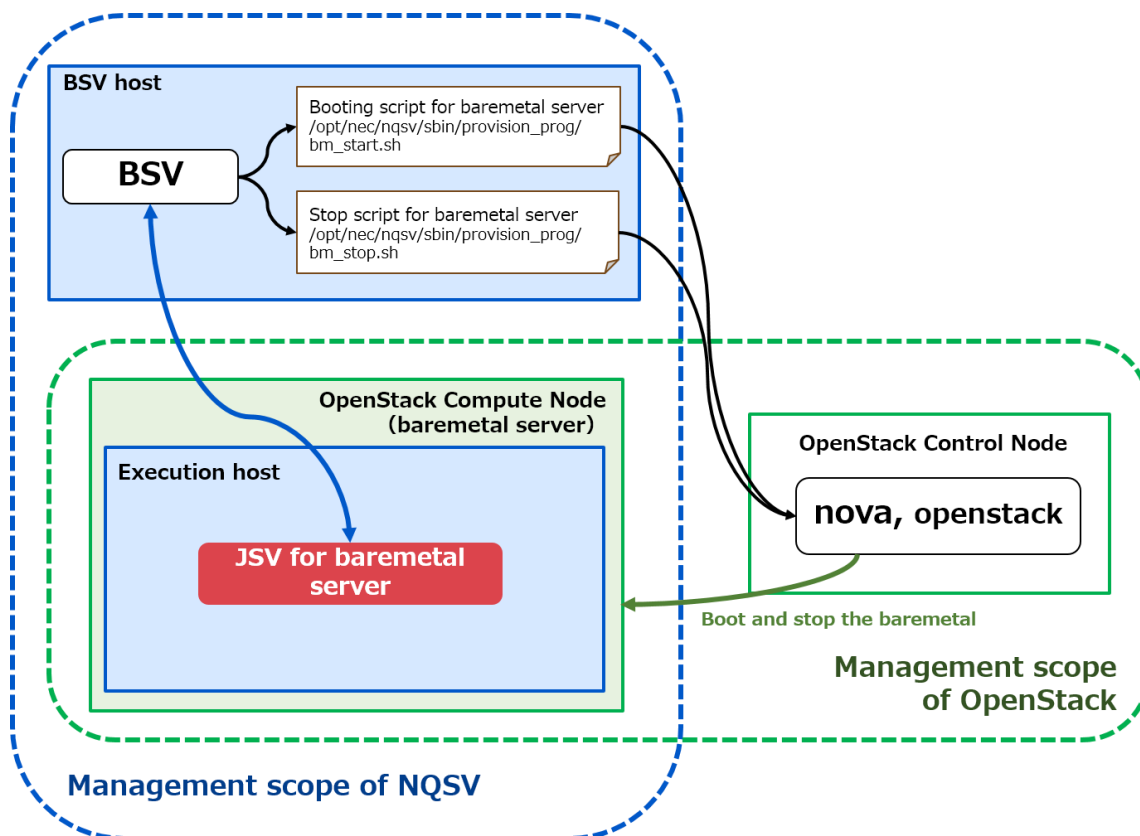 BSV host
BSV
Booting script for baremetal server
/opt/nec/nqsv/sbin/provision_prog/
bm_start.sh
Stop script for baremetal server
/opt/nec/nqsv/sbin/provision_prog/
bm_stop.sh
OpenStack Compute Node
(baremetal server)
Execution host
JSV for baremetal
server
OpenStack Control Node
nova, openstack
Boot and stop the baremetal
Management scope
of OpenStack
Management scope of NQSV